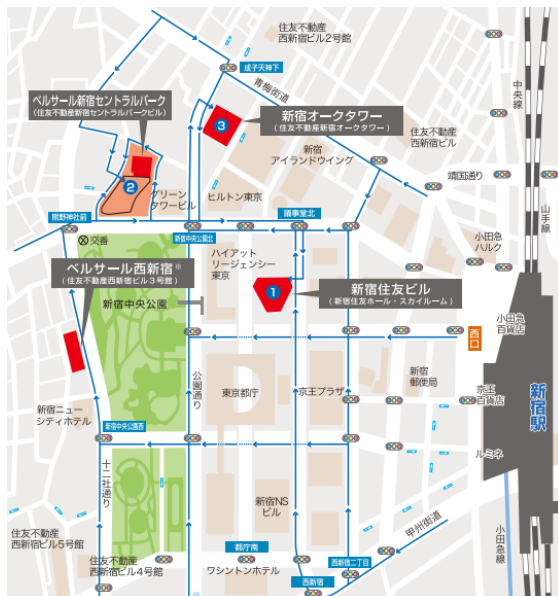 住友不動産
西新宿ビル2号館
成子天神下
青梅街道
中央線
ベルサール新宿セントラルパーク
(住友不動産新宿セントラルパークビル)
新宿オークタワー
(住友不動産新宿オークタワー)
3
住友不動産
西新宿ビル
新宿
アイランドウイング
靖国通り
山手線
2
グリーン
タワービル
ヒルトン東京
熊野神社前
議事堂北
交番
新宿中央公園北
小田急
ハルク
ハイアット
リージェンシー
東京
ベルサール西新宿※
(住友不動産西新宿ビル3号館)
1
新宿住友ビル
(新宿住友ホール・スカイルーム)
新宿中央公園
小田急
百貨店
西口
公園通り
東京都庁
京王プラザ
新宿
郵便局
京王
百貨店
新宿駅
新宿ニュー
シティホテル
新宿中央公園西
ルミネ
十二社通り
新宿NS
ビル
甲州街道
小田急線
住友不動産
西新宿ビル5号館
都庁南
住友不動産
西新宿ビル4号館
ワシントンホテル
西新宿二丁目
西新宿